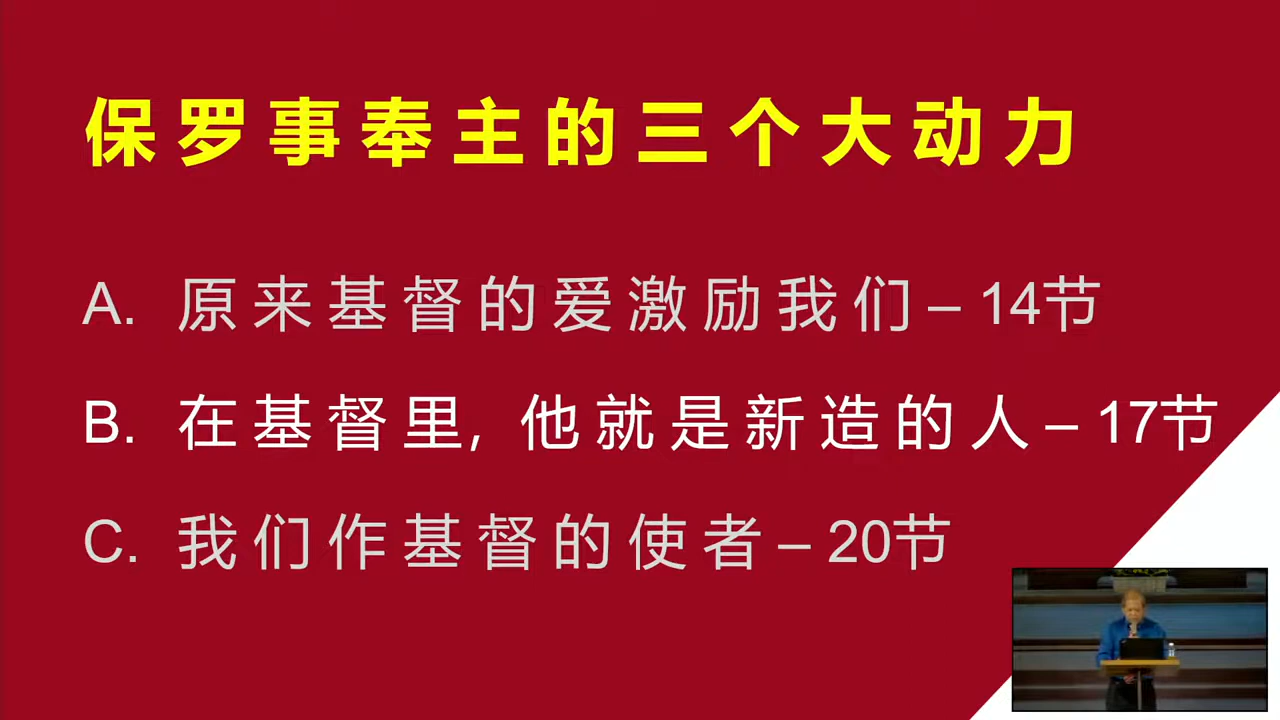 保罗事奉主的三个大动力
A. 原来基督的爱激励我们 – 14节
B. 在基督里, 他就是新造的人 – 17节
C. 我们作基督的使者 – 20节